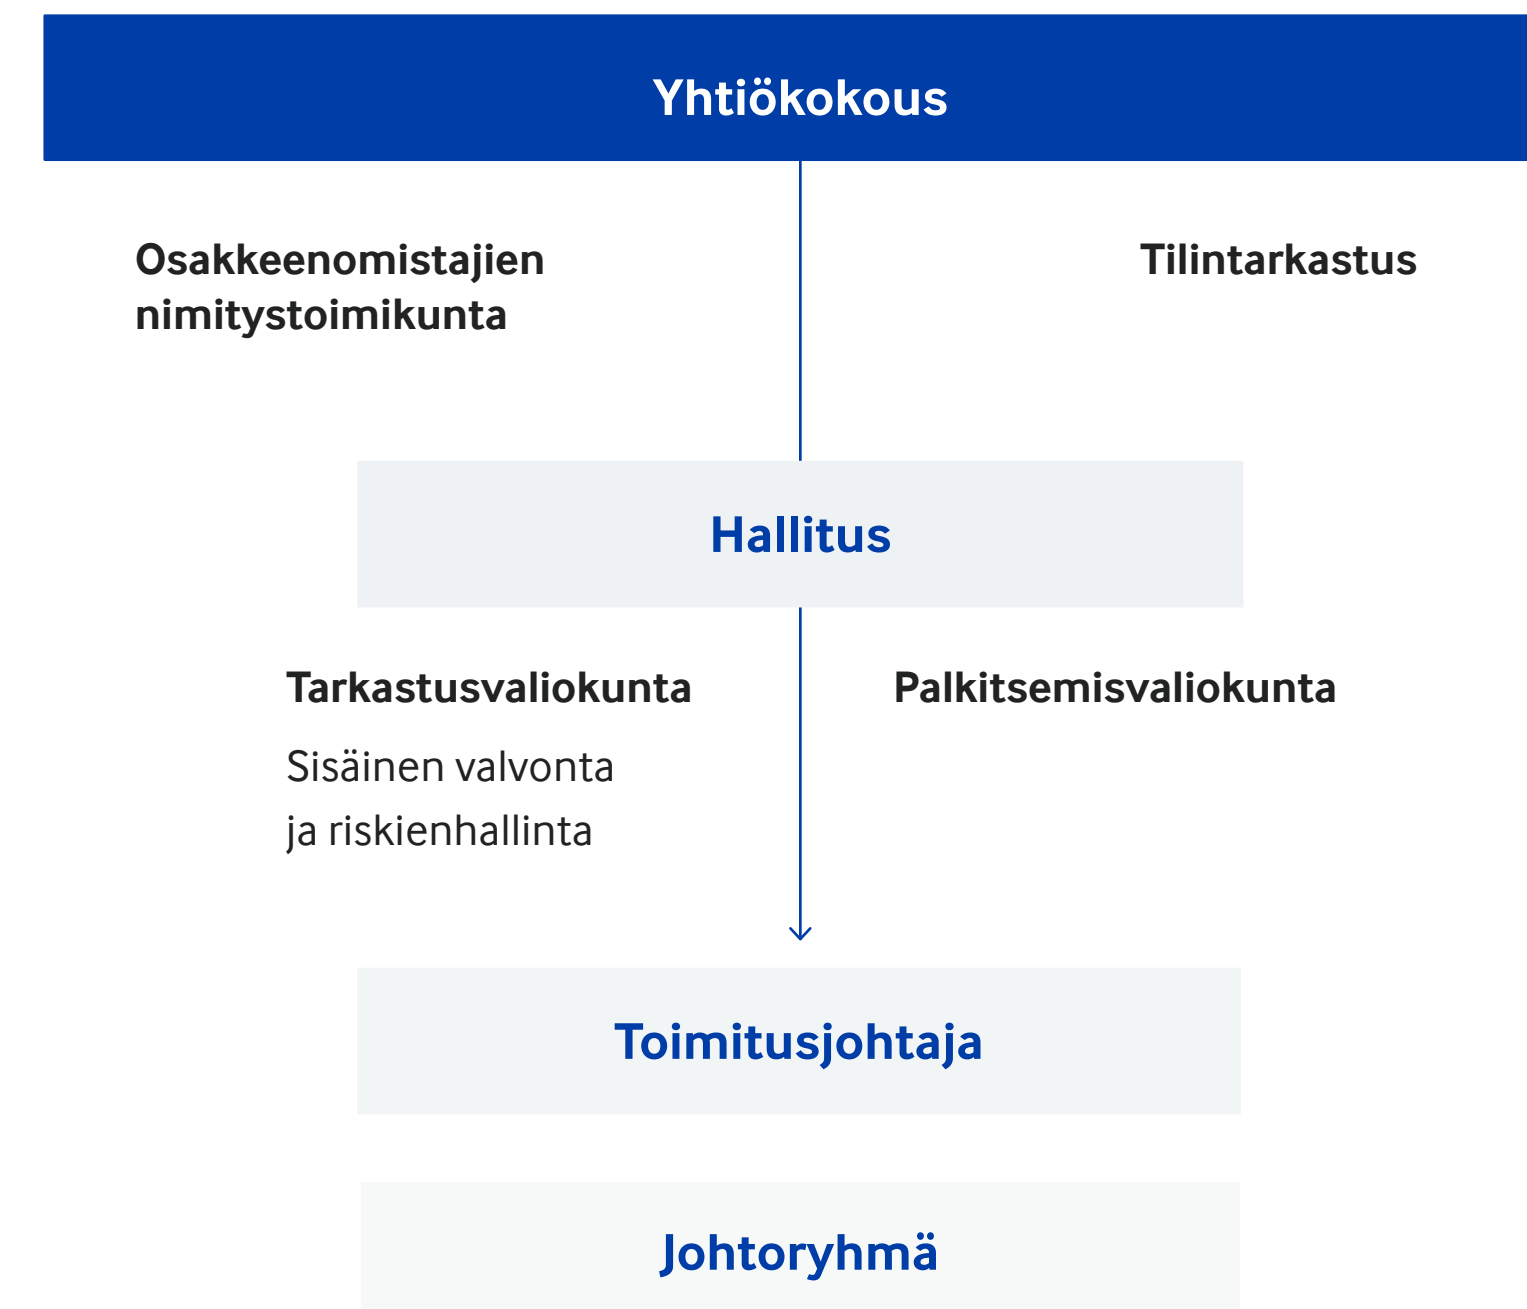 Yhtiökokous
Osakkeenomistajien
nimitystoimikunta
Tilintarkastus
Hallitus
Tarkastusvaliokunta
Sisäinen valvonta
ja riskienhallinta
Palkitsemisvaliokunta
Toimitusjohtaja
Johtoryhmä